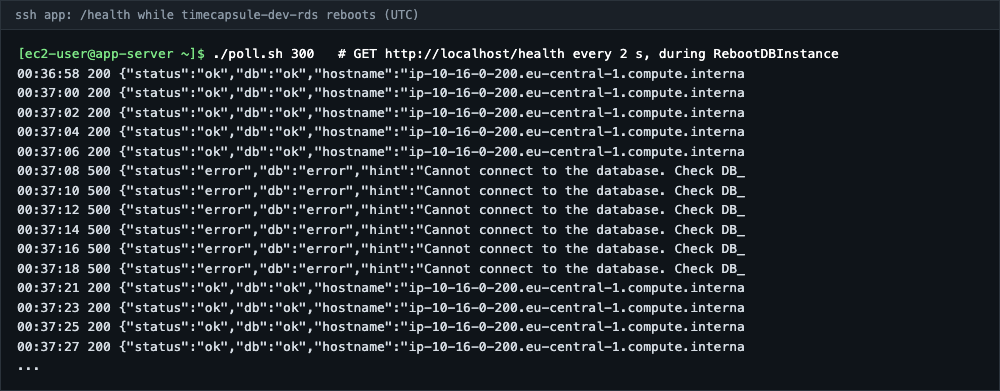 ssh app: /health while timecapsule-dev-rds reboots (UTC)
[ec2-user@app-server ~]$ ./poll.sh 300   # GET http://localhost/health every 2 s, during RebootDBInstance
00:36:58 200 {"status":"ok","db":"ok","hostname":"ip-10-16-0-200.eu-central-1.compute.interna
00:37:00 200 {"status":"ok","db":"ok","hostname":"ip-10-16-0-200.eu-central-1.compute.interna
00:37:02 200 {"status":"ok","db":"ok","hostname":"ip-10-16-0-200.eu-central-1.compute.interna
00:37:04 200 {"status":"ok","db":"ok","hostname":"ip-10-16-0-200.eu-central-1.compute.interna
00:37:06 200 {"status":"ok","db":"ok","hostname":"ip-10-16-0-200.eu-central-1.compute.interna
00:37:08 500 {"status":"error","db":"error","hint":"Cannot connect to the database. Check DB_
00:37:10 500 {"status":"error","db":"error","hint":"Cannot connect to the database. Check DB_
00:37:12 500 {"status":"error","db":"error","hint":"Cannot connect to the database. Check DB_
00:37:14 500 {"status":"error","db":"error","hint":"Cannot connect to the database. Check DB_
00:37:16 500 {"status":"error","db":"error","hint":"Cannot connect to the database. Check DB_
00:37:18 500 {"status":"error","db":"error","hint":"Cannot connect to the database. Check DB_
00:37:21 200 {"status":"ok","db":"ok","hostname":"ip-10-16-0-200.eu-central-1.compute.interna
00:37:23 200 {"status":"ok","db":"ok","hostname":"ip-10-16-0-200.eu-central-1.compute.interna
00:37:25 200 {"status":"ok","db":"ok","hostname":"ip-10-16-0-200.eu-central-1.compute.interna
00:37:27 200 {"status":"ok","db":"ok","hostname":"ip-10-16-0-200.eu-central-1.compute.interna
...